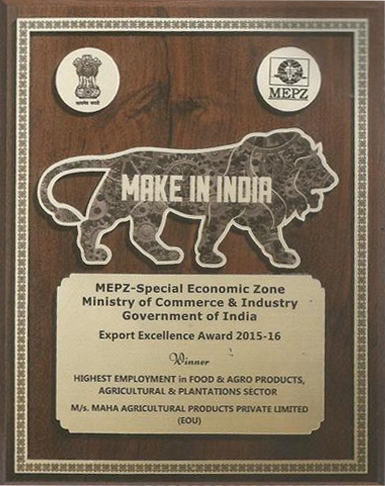 सत्यमेव जयते
MEPZ
MAKE IN INDIA
MEPZ-Special Economic Zone
Ministry of Commerce & Industry
Government of India
Export Excellence Award 2015-16
Winner
HIGHEST EMPLOYMENT in FOOD & AGRO PRODUCTS,
AGRICULTURAL & PLANTATIONS SECTOR
M/s. MAHA AGRICULTURAL PRODUCTS PRIVATE LIMITED
(EOU)